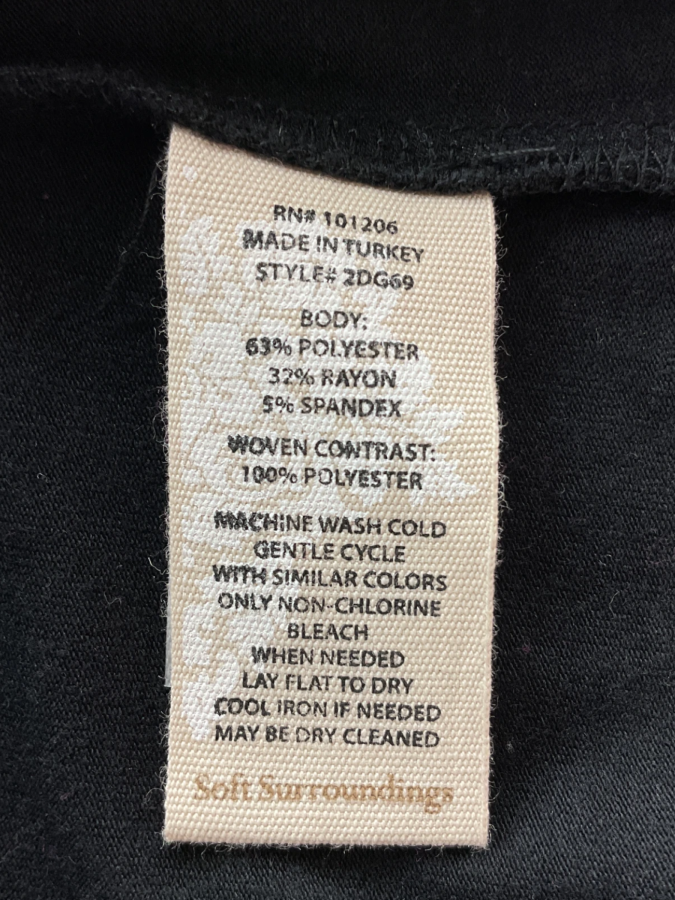 RN# 101206
MADE IN TURKEY
STYLE# 2DG69
BODY:
63% POLYESTER
32% RAYON
5% SPANDEX
WOVEN CONTRAST:
100% POLYESTER
MACHINE WASH COLD
GENTLE CYCLE
WITH SIMILAR COLORS
ONLY NON-CHLORINE
BLEACH
WHEN NEEDED
LAY FLAT TO DRY
COOL IRON IF NEEDED
MAY BE DRY CLEANED
Soft Surroundings